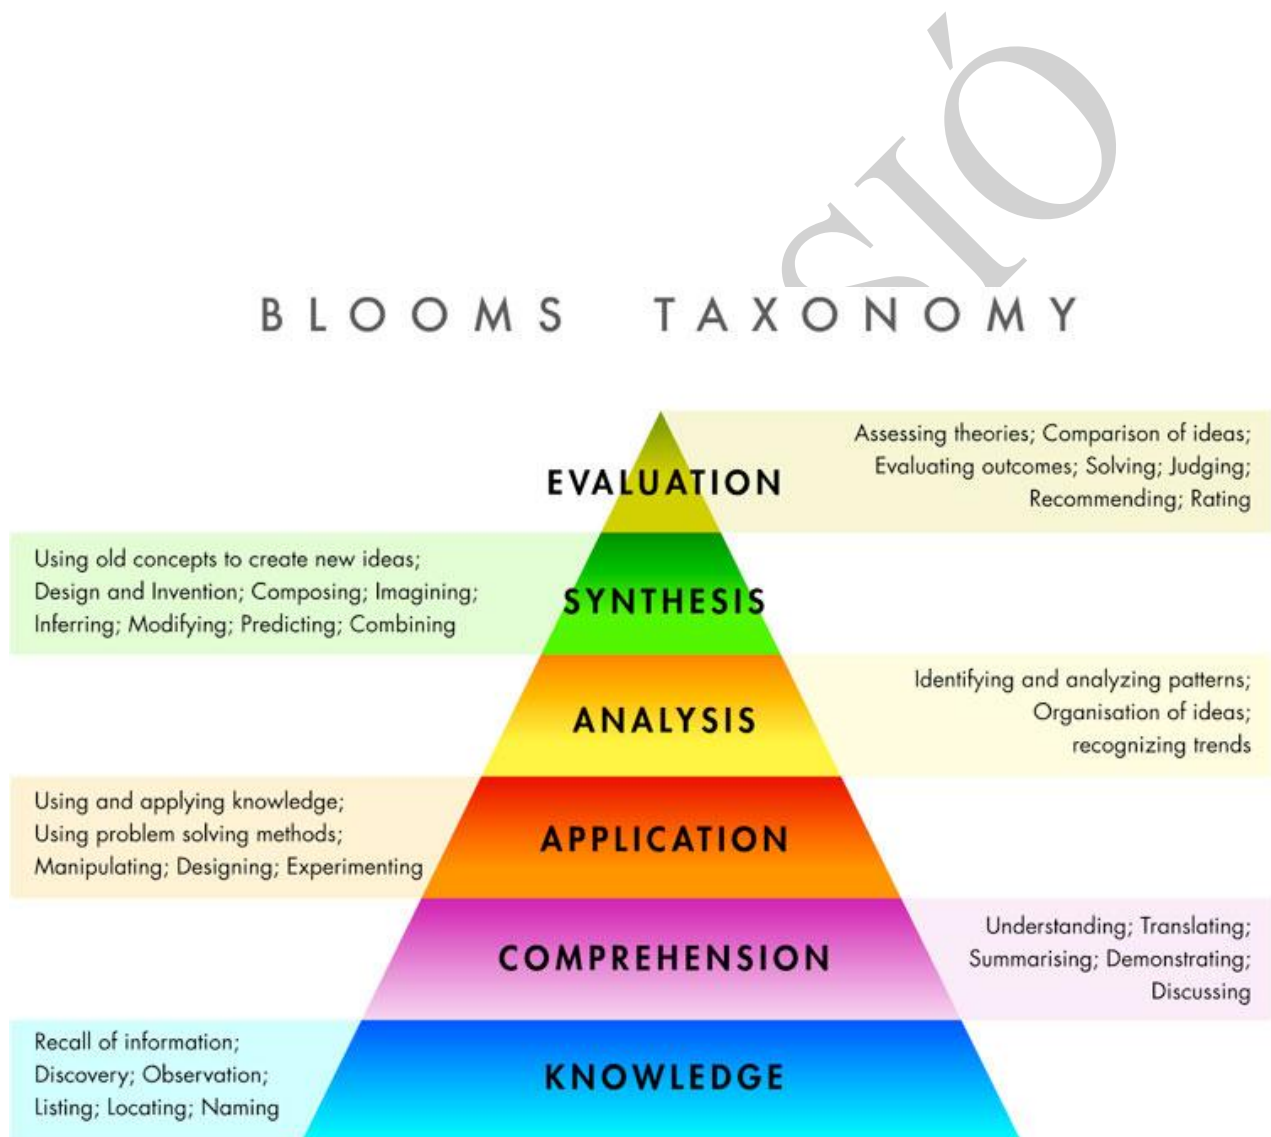 SIÓ
BLOOMS TAXONOMY
EVALUATION
Assessing theories; Comparison of ideas;
Evaluating outcomes; Solving; Judging;
Recommending; Rating
Using old concepts to create new ideas;
Design and Invention; Composing; Imagining;
Inferring; Modifying; Predicting; Combining
SYNTHESIS
ANALYSIS
Identifying and analyzing patterns;
Organisation of ideas;
recognizing trends
Using and applying knowledge;
Using problem solving methods;
Manipulating; Designing; Experimenting
APPLICATION
COMPREHENSION
Understanding; Translating;
Summarising; Demonstrating;
Discussing
Recall of information;
Discovery; Observation;
Listing; Locating; Naming
KNOWLEDGE